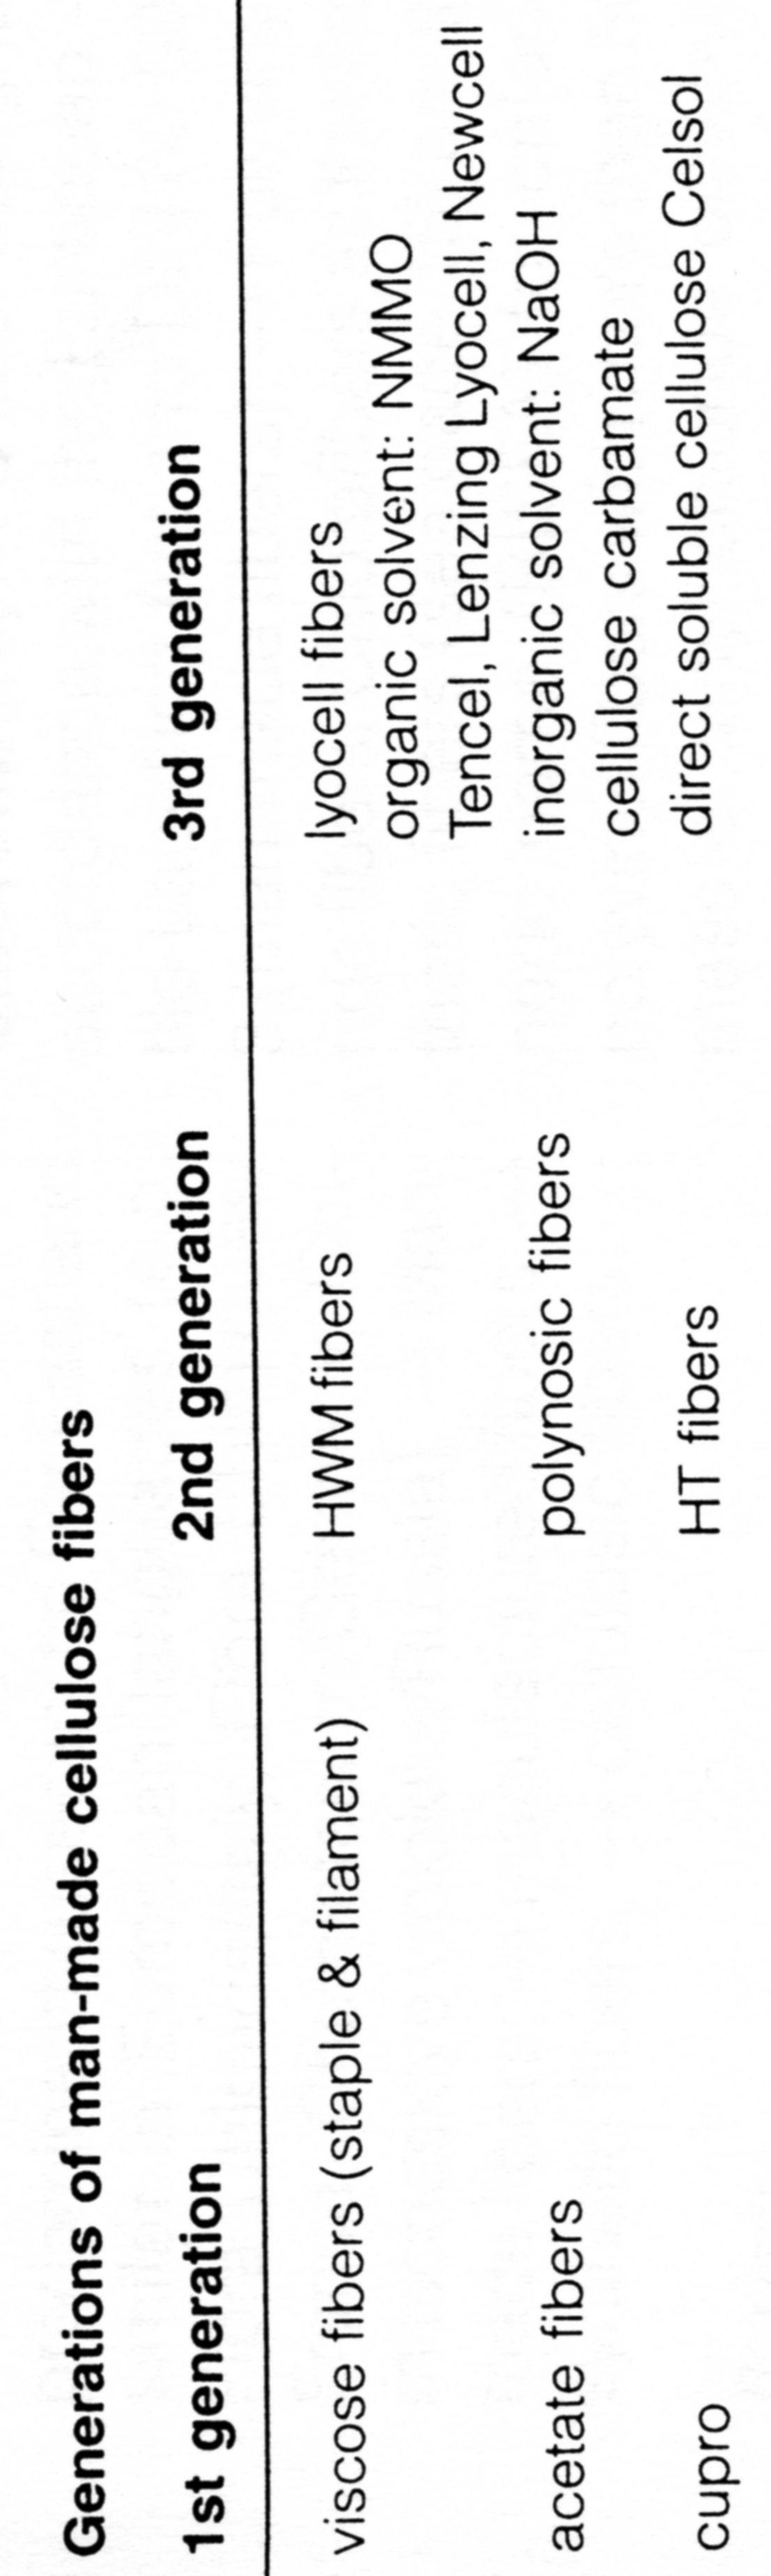 Generations of man-made cellulose fibers
1st generation 2nd generation 3rd generation
viscose fibers (staple & filament) HWM fibers lyocell fibers
organic solvent: NMMO
Tencel, Lenzing Lyocell, Newcell
acetate fibers polynosic fibers inorganic solvent: NaOH
cellulose carbamate
cupro HT fibers direct soluble cellulose Celsol